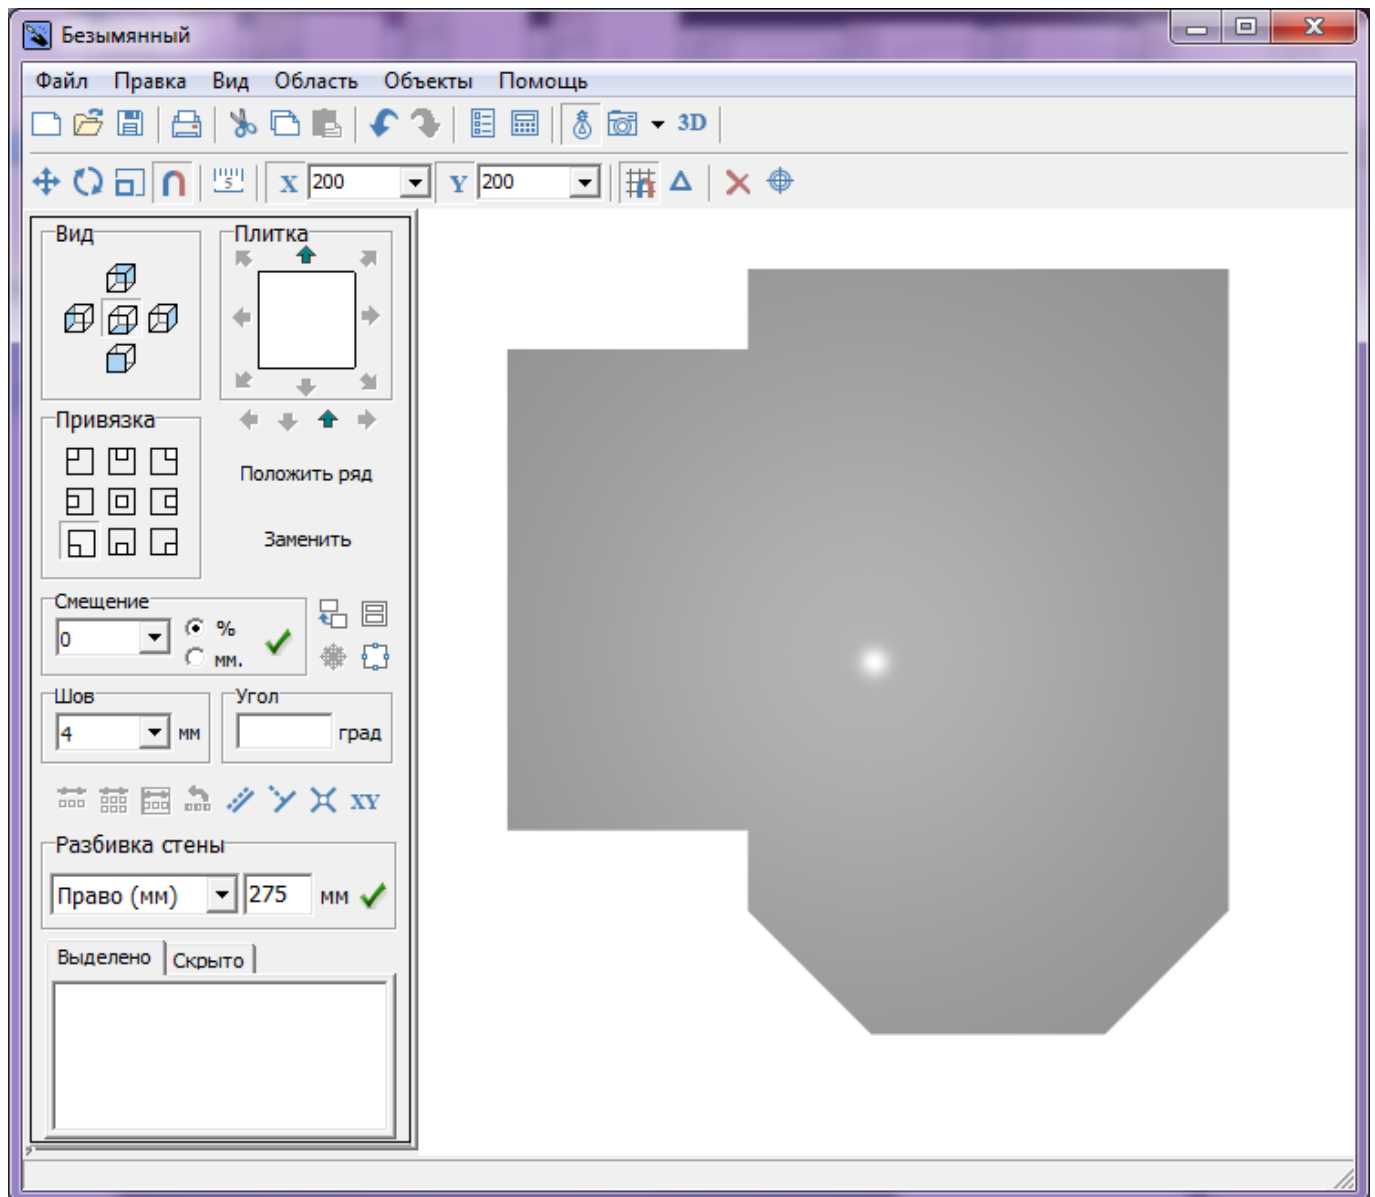 Безымянный
Файл Правка Вид Область Объекты Помощь
3D
5 X 200 Y 200
Вид Плитка
Привязка
Положить ряд
Заменить
Смещение
0 %
мм.
Шов Угол
4 мм град
XY
Разбивка стены
Право (мм) 275 мм
Выделено Скрыто